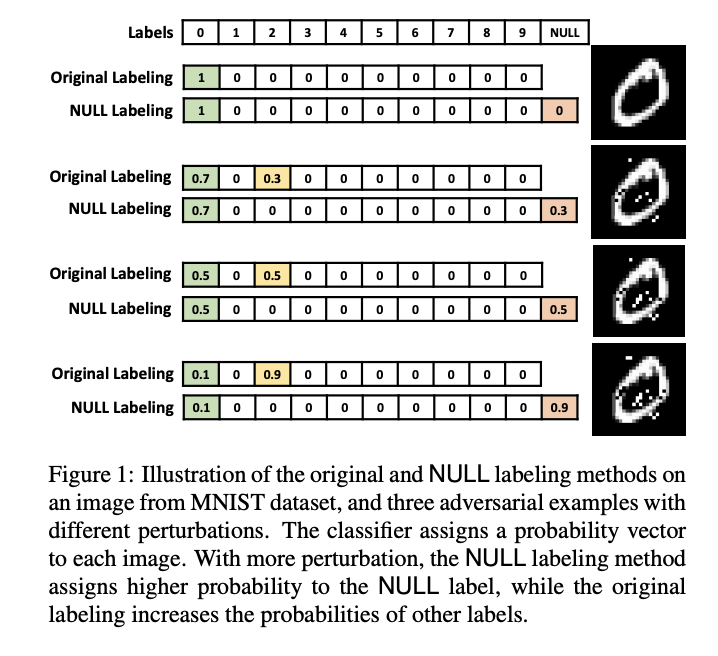 Labels 0 1 2 3 4 5 6 7 8 9 NULL
Original Labeling 1 0 0 0 0 0 0 0 0 0
NULL Labeling 1 0 0 0 0 0 0 0 0 0 0
Original Labeling 0.7 0 0.3 0 0 0 0 0 0 0
NULL Labeling 0.7 0 0 0 0 0 0 0 0 0 0.3
Original Labeling 0.5 0 0.5 0 0 0 0 0 0 0
NULL Labeling 0.5 0 0 0 0 0 0 0 0 0 0.5
Original Labeling 0.1 0 0.9 0 0 0 0 0 0 0
NULL Labeling 0.1 0 0 0 0 0 0 0 0 0 0.9
Figure 1: Illustration of the original and NULL labeling methods on
an image from MNIST dataset, and three adversarial examples with
different perturbations. The classifier assigns a probability vector
to each image. With more perturbation, the NULL labeling method
assigns higher probability to the NULL label, while the original
labeling increases the probabilities of other labels.